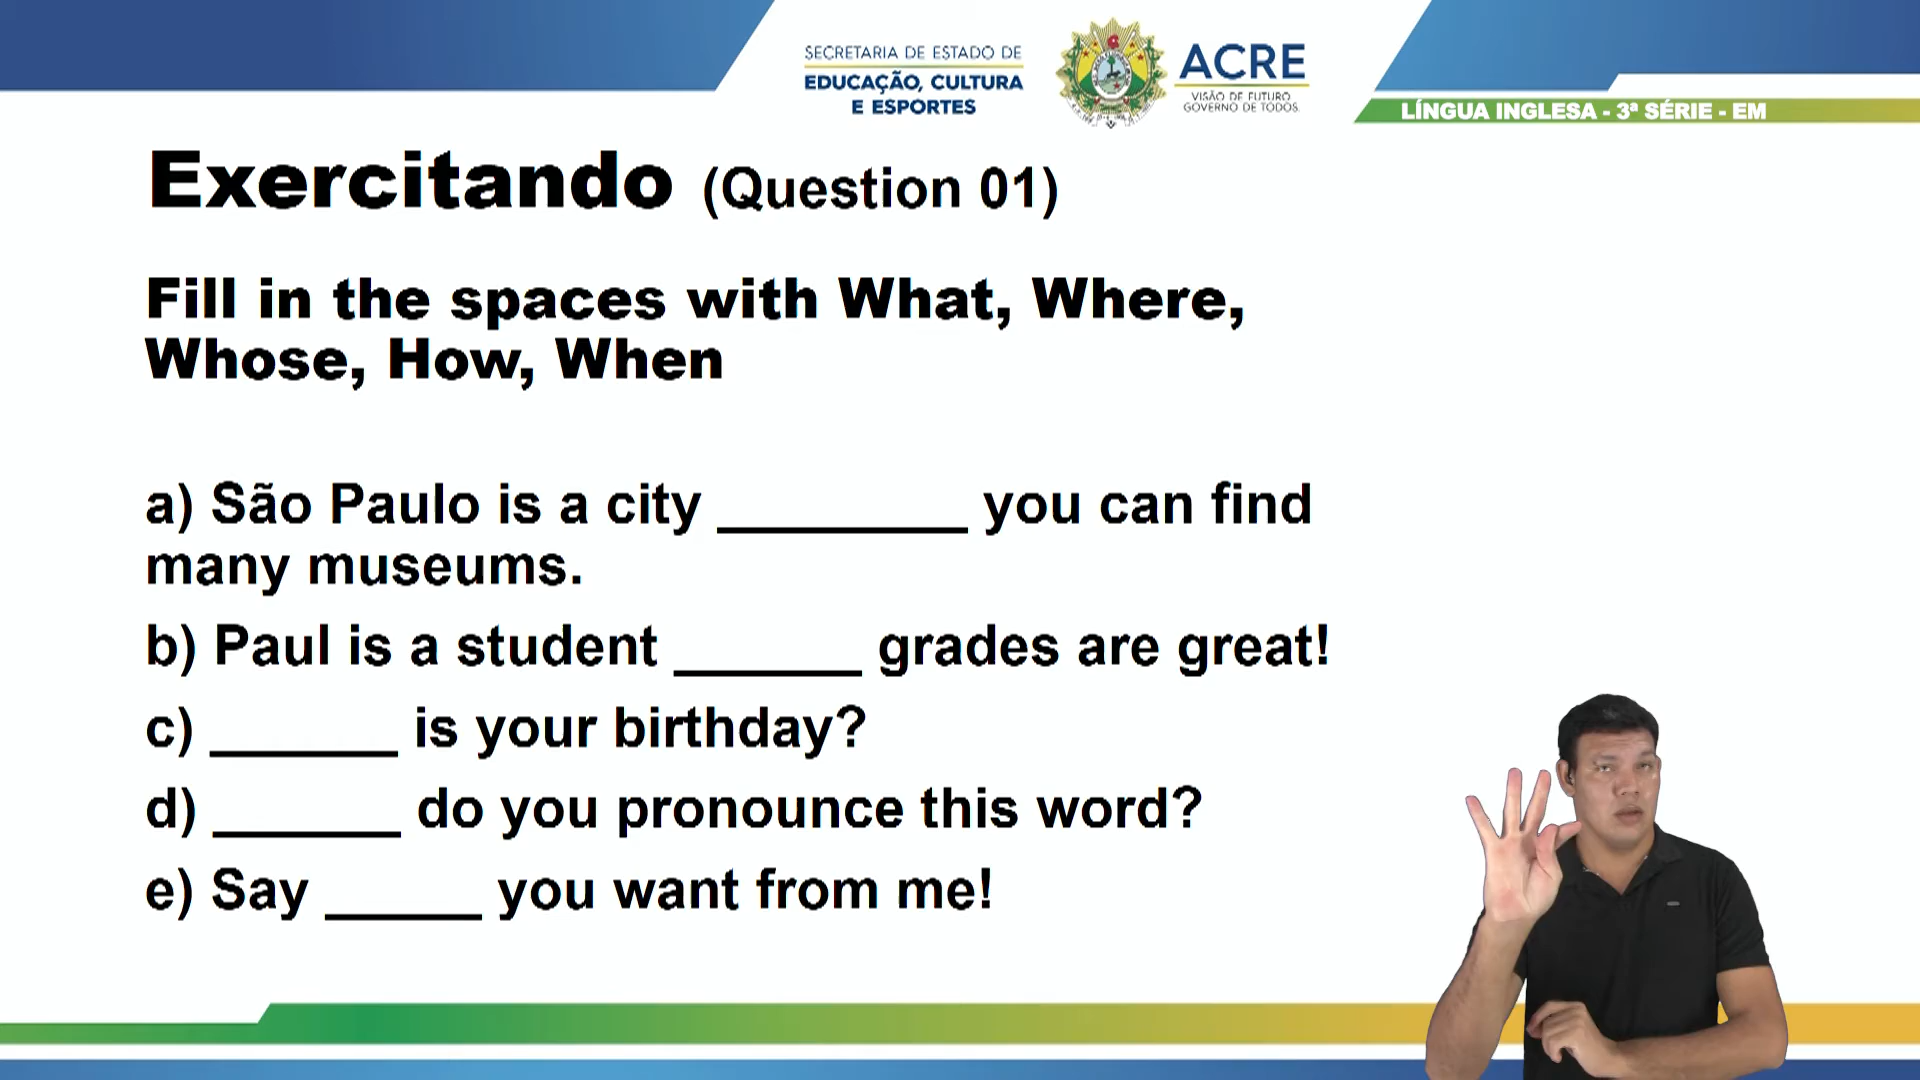 SECRETARIA DE ESTADO DE
EDUCAÇÃO, CULTURA
E ESPORTES
ACRE
VISÃO DE FUTURO
GOVERNO DE TODOS.
LÍNGUA INGLESA - 3ª SÉRIE - EM
Exercitando (Question 01)
Fill in the spaces with What, Where,
Whose, How, When
a) São Paulo is a city ________ you can find
many museums.
b) Paul is a student ______ grades are great!
c) ______ is your birthday?
d) ______ do you pronounce this word?
e) Say _____ you want from me!